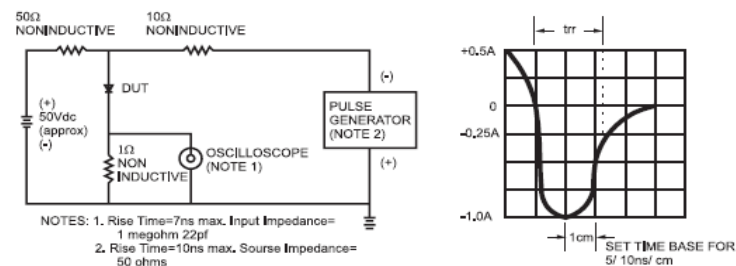 50Ω
NONINDUCTIVE
10Ω
NONINDUCTIVE
DUT
(+)
50Vdc
(approx)
(-)
1Ω
NON
INDUCTIVE
OSCILLOSCOPE
(NOTE 1)
(-)
PULSE
GENERATOR
(NOTE 2)
(+)
NOTES: 1. Rise Time=7ns max. Input Impedance=
1 megohm 22pf
2. Rise Time=10ns max. Sourse Impedance=
50 ohms
trr
+0.5A
0
-0.25A
-1.0A
1cm
SET TIME BASE FOR
5/ 10ns/ cm